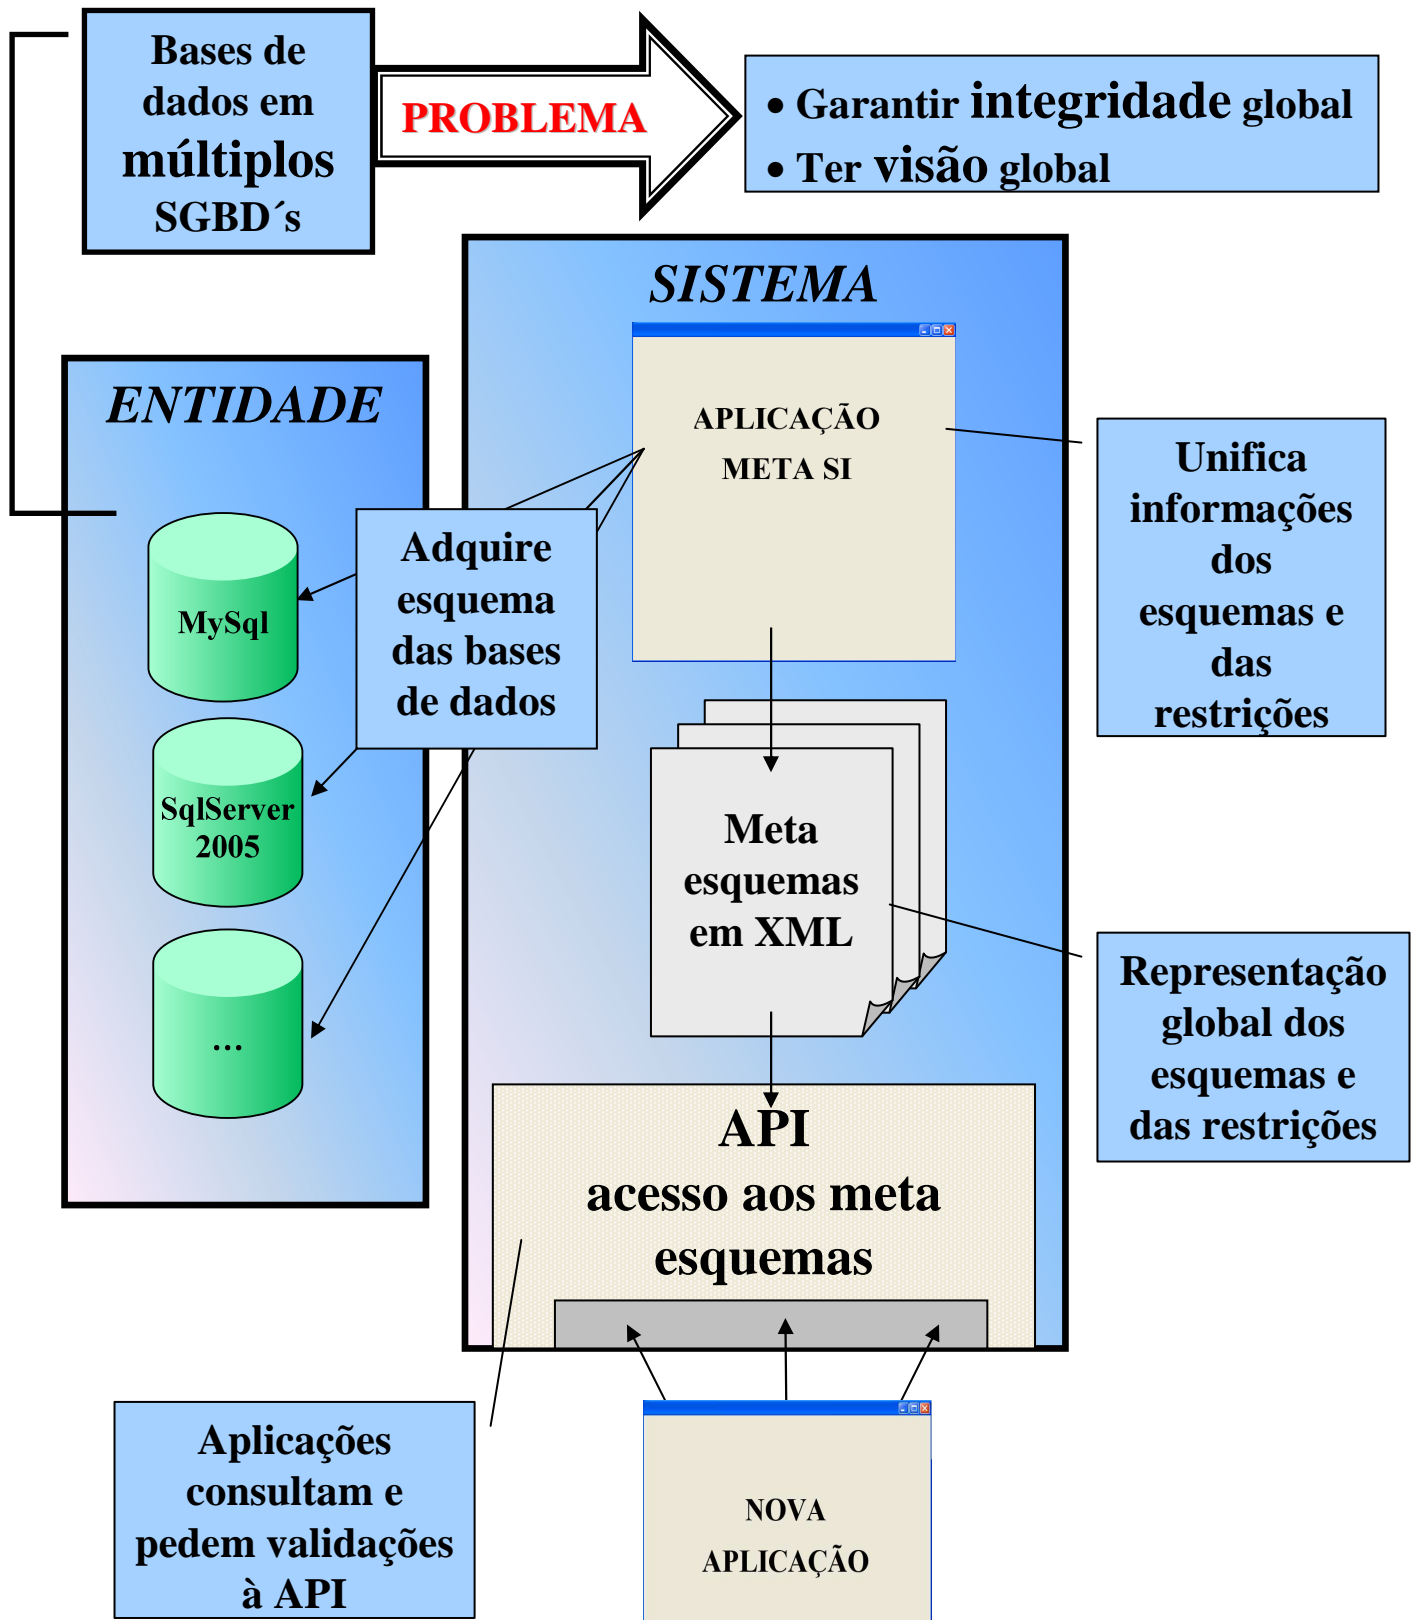 Bases de
dados em
múltiplos
SGBD´s
PROBLEMA
• Garantir integridade global
• Ter visão global
SISTEMA
ENTIDADE
APLICAÇÃO
META SI
Unifica
informações
dos
esquemas e
das
restrições
Adquire
esquema
das bases
de dados
MySql
SqlServer
2005
...
Meta
esquemas
em XML
Representação
global dos
esquemas e
das restrições
API
acesso aos meta
esquemas
Aplicações
consultam e
pedem validações
à API
NOVA
APLICAÇÃO